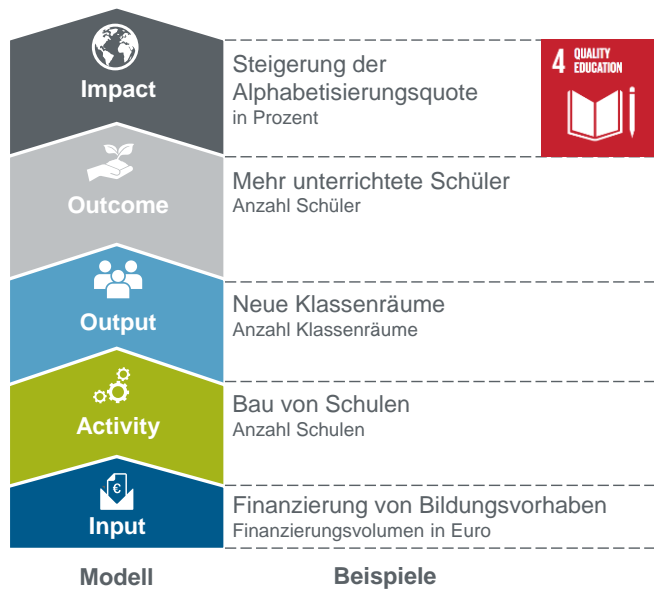 Impact
Steigerung der
Alphabetisierungsquote
in Prozent
4 QUALITY
EDUCATION
Outcome
Mehr unterrichtete Schüler
Anzahl Schüler
Output
Neue Klassenräume
Anzahl Klassenräume
Activity
Bau von Schulen
Anzahl Schulen
€
Input
Finanzierung von Bildungsvorhaben
Finanzierungsvolumen in Euro
Modell
Beispiele